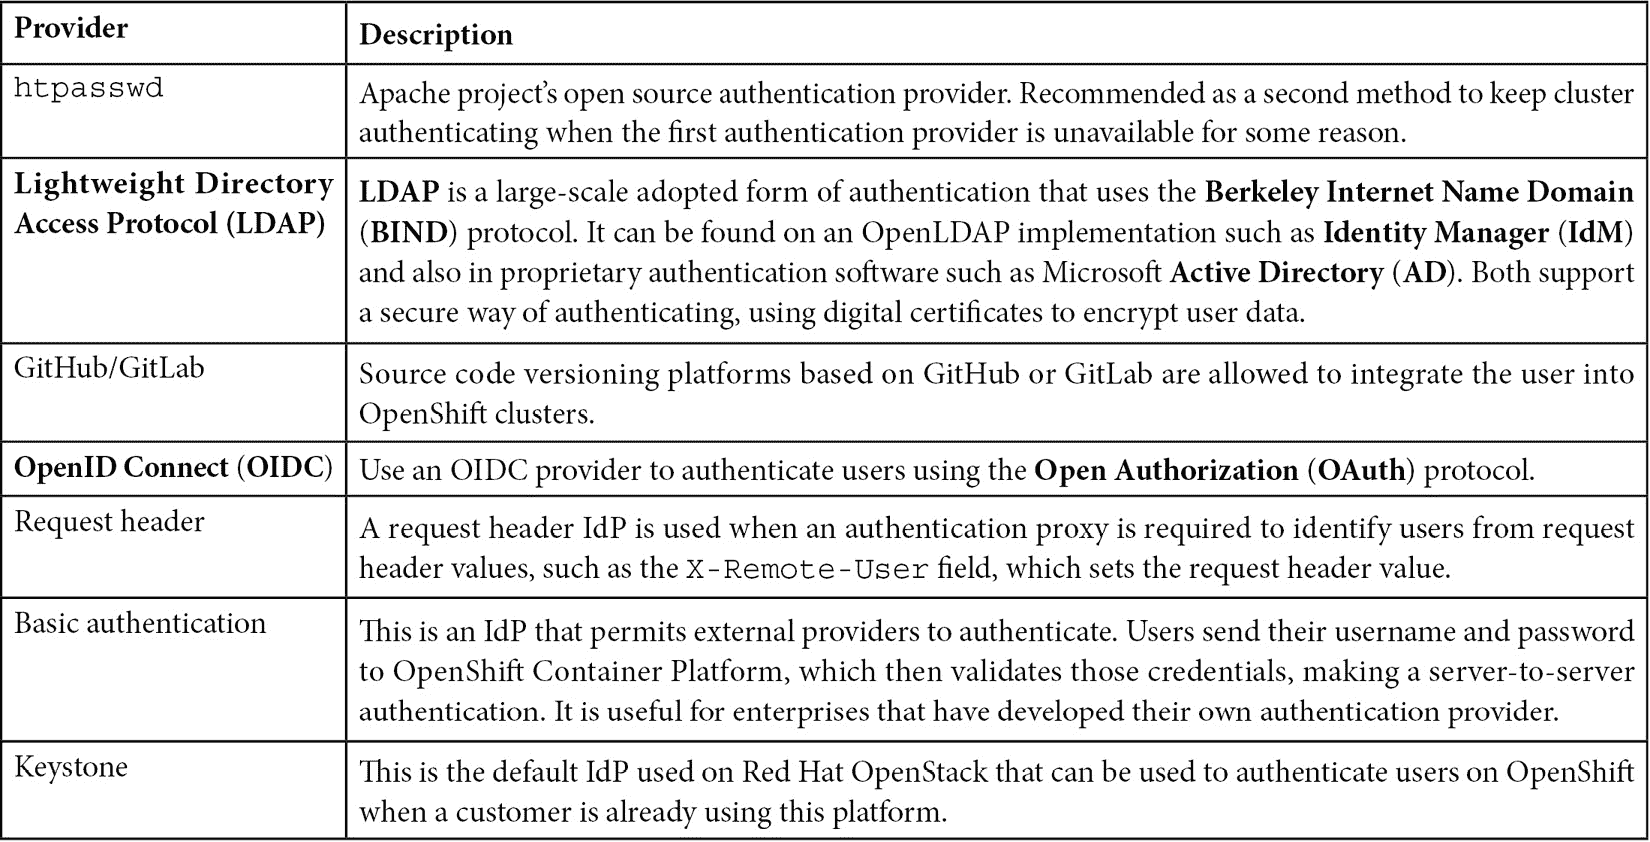 Provider
Description
htpasswd
Apache project’s open source authentication provider. Recommended as a second method to keep cluster
authenticating when the first authentication provider is unavailable for some reason.
Lightweight Directory
Access Protocol (LDAP)
LDAP is a large-scale adopted form of authentication that uses the Berkeley Internet Name Domain
(BIND) protocol. It can be found on an OpenLDAP implementation such as Identity Manager (IdM)
and also in proprietary authentication software such as Microsoft Active Directory (AD). Both support
a secure way of authenticating, using digital certificates to encrypt user data.
GitHub/GitLab
Source code versioning platforms based on GitHub or GitLab are allowed to integrate the user into
OpenShift clusters.
OpenID Connect (OIDC)
Use an OIDC provider to authenticate users using the Open Authorization (OAuth) protocol.
Request header
A request header IdP is used when an authentication proxy is required to identify users from request
header values, such as the X-Remote-User field, which sets the request header value.
Basic authentication
This is an IdP that permits external providers to authenticate. Users send their username and password
to OpenShift Container Platform, which then validates those credentials, making a server-to-server
authentication. It is useful for enterprises that have developed their own authentication provider.
Keystone
This is the default IdP used on Red Hat OpenStack that can be used to authenticate users on OpenShift
when a customer is already using this platform.